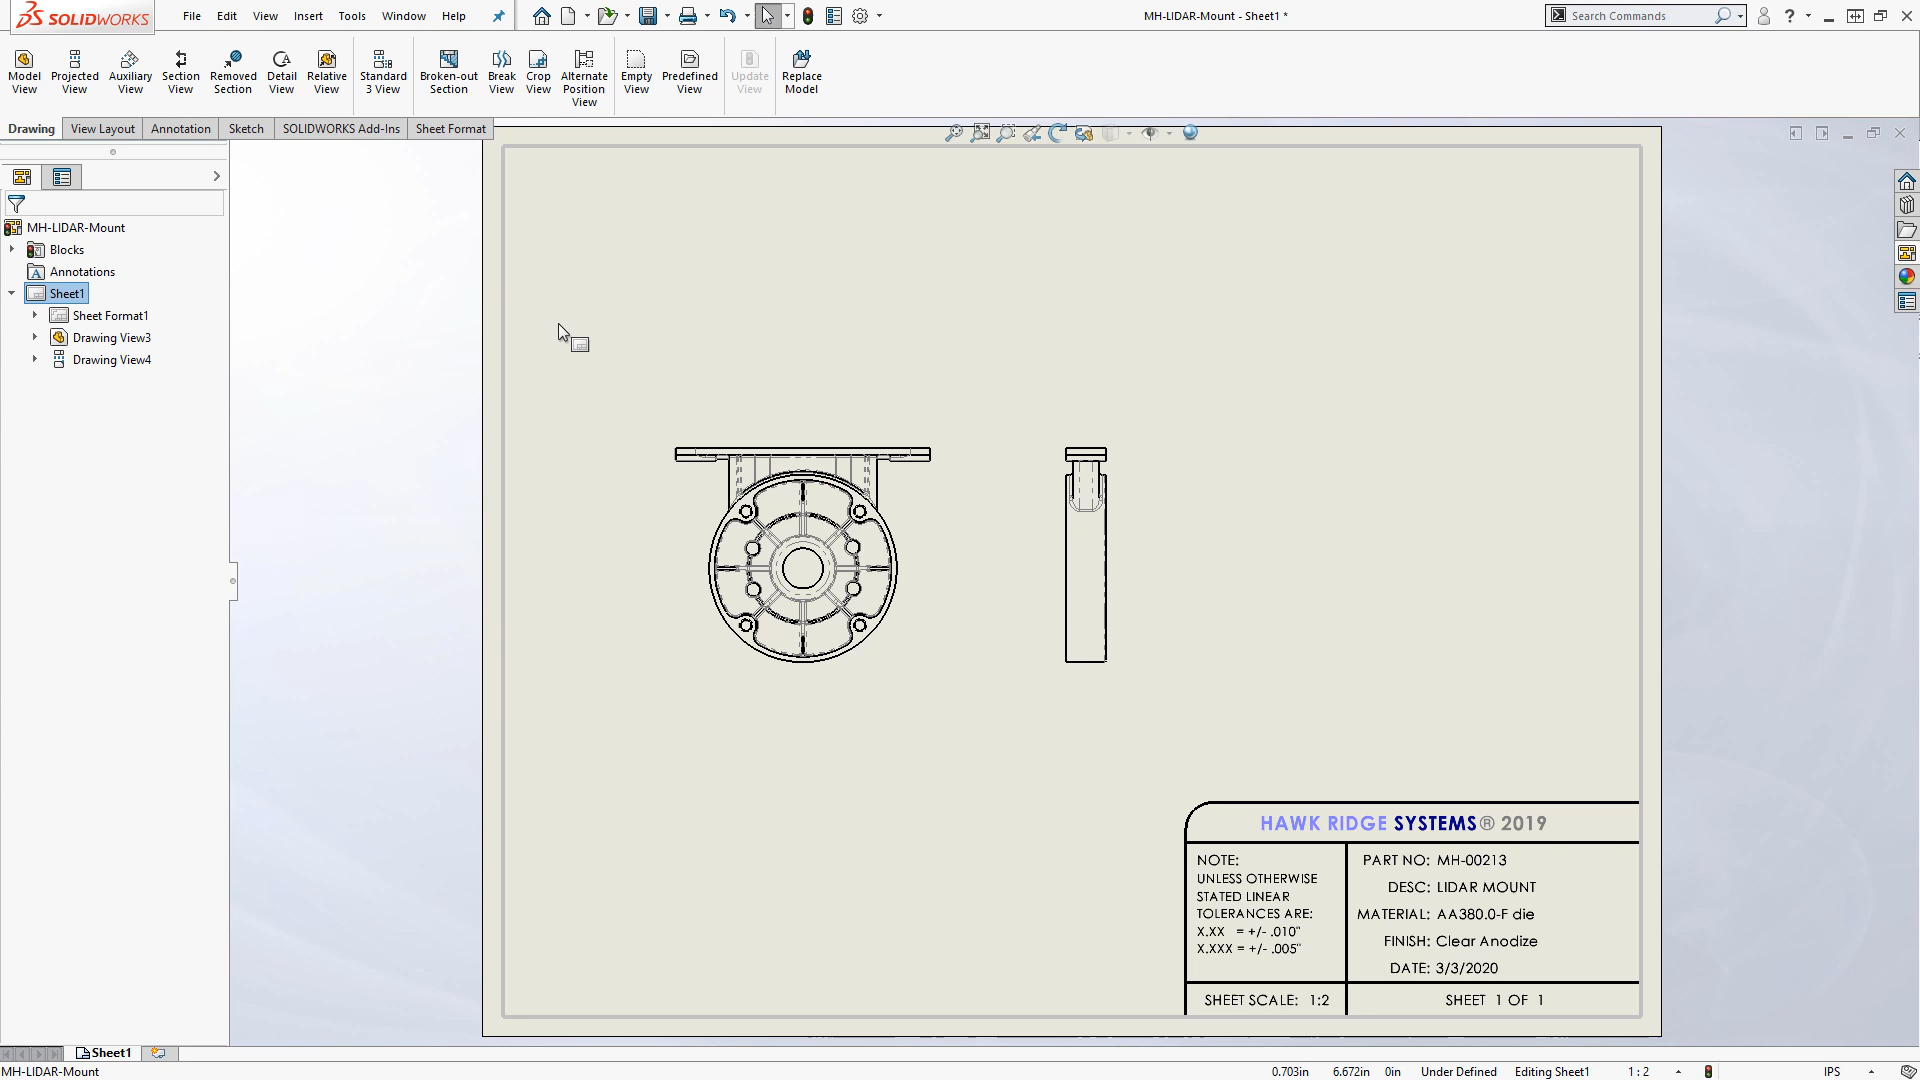 SOLIDWORKS
File Edit View Insert Tools Window Help
MH-LIDAR-Mount - Sheet1 *
Search Commands
?
Model View
Projected View
Auxiliary View
Section View
Removed Section
Detail View
Relative View
Standard 3 View
Broken-out Section
Break View
Crop View
Alternate Position View
Empty View
Predefined View
Update View
Replace Model
Drawing View Layout Annotation Sketch SOLIDWORKS Add-Ins Sheet Format
MH-LIDAR-Mount
Blocks
Annotations
Sheet1
Sheet Format1
Drawing View3
Drawing View4
HAWK RIDGE SYSTEMS® 2019
NOTE:
UNLESS OTHERWISE
STATED LINEAR
TOLERANCES ARE:
X.XX = +/- .010"
X.XXX = +/- .005"
PART NO: MH-00213
DESC: LIDAR MOUNT
MATERIAL: AA380.0-F die
FINISH: Clear Anodize
DATE: 3/3/2020
SHEET SCALE: 1:2
SHEET 1 OF 1
Sheet1
MH-LIDAR-Mount
0.703in 6.672in 0in Under Defined Editing Sheet1 1 : 2 IPS